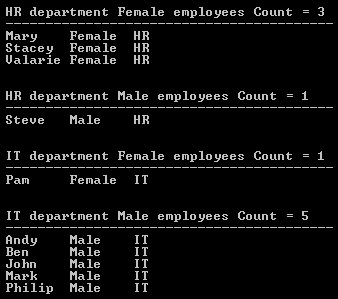 HR department Female employees Count = 3
----------------------------------------------
Mary    Female  HR
Stacey  Female  HR
Valarie Female  HR
HR department Male employees Count = 1
----------------------------------------------
Steve   Male    HR
IT department Female employees Count = 1
----------------------------------------------
Pam     Female  IT
IT department Male employees Count = 5
----------------------------------------------
Andy    Male    IT
Ben     Male    IT
John    Male    IT
Mark    Male    IT
Philip  Male    IT